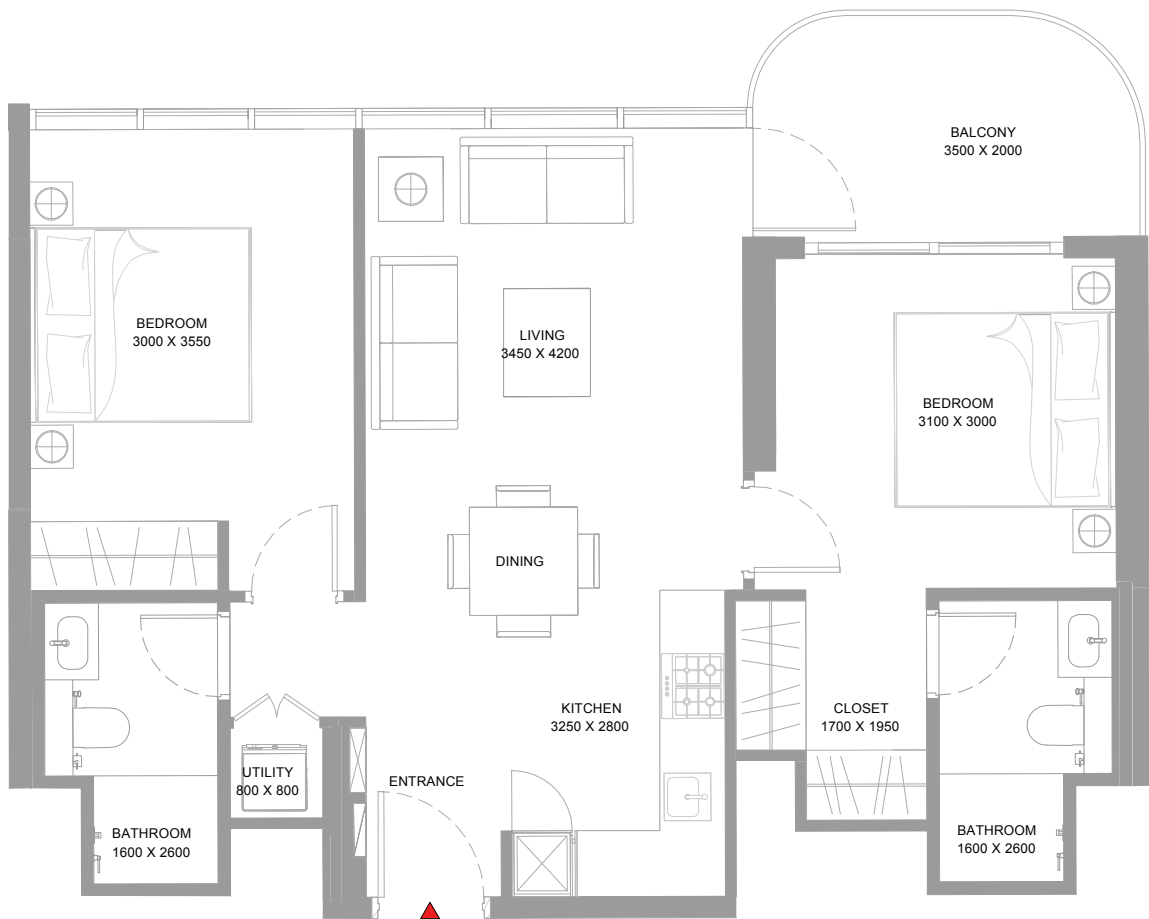 BALCONY
3500 X 2000
BEDROOM
3000 X 3550
LIVING
3450 X 4200
BEDROOM
3100 X 3000
DINING
KITCHEN
3250 X 2800
CLOSET
1700 X 1950
UTILITY
800 X 800
ENTRANCE
BATHROOM
1600 X 2600
BATHROOM
1600 X 2600